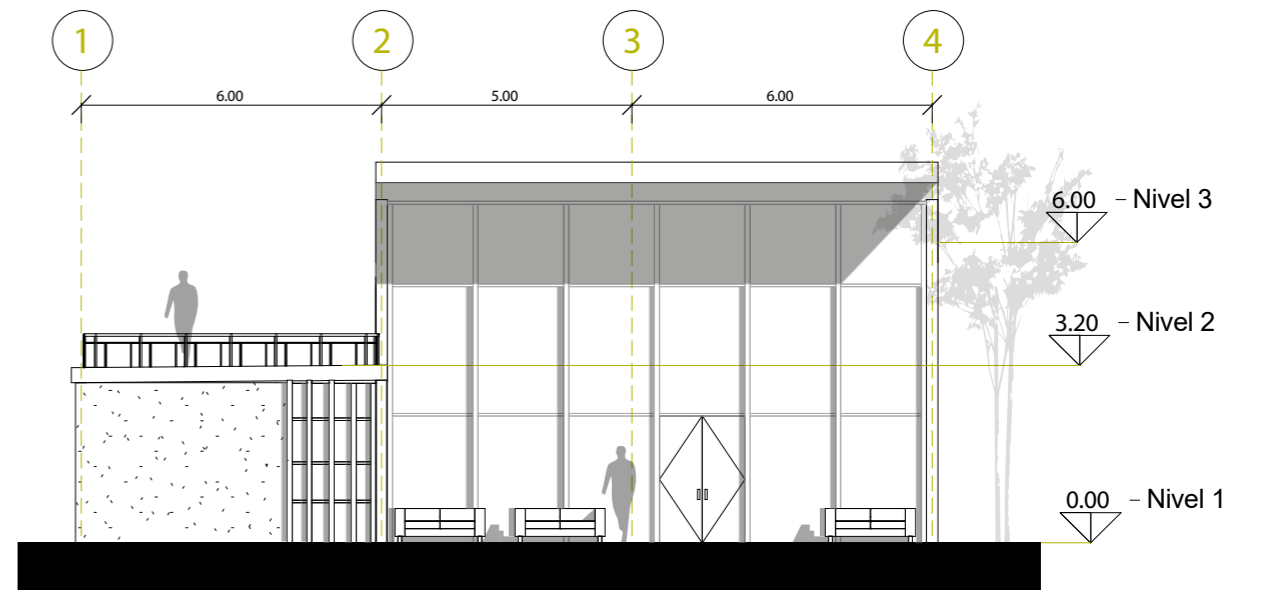 1 2 3 4
6.00 5.00 6.00
6.00 – Nivel 3
3.20 – Nivel 2
0.00 – Nivel 1